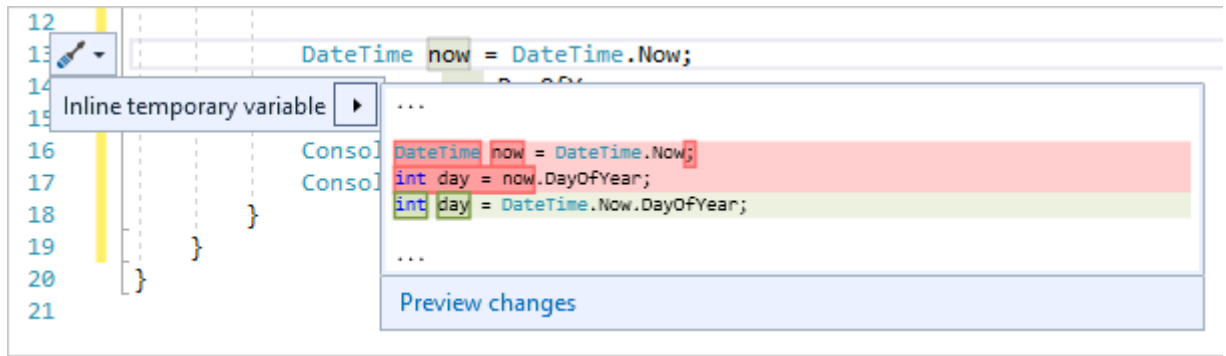 12
13 DateTime now = DateTime.Now;
14
Inline temporary variable
15
...
16 Consol
DateTime now = DateTime.Now;
17 Consol
int day = now.DayOfYear;
int day = DateTime.Now.DayOfYear;
18 }
19 }
...
20 }
Preview changes
21